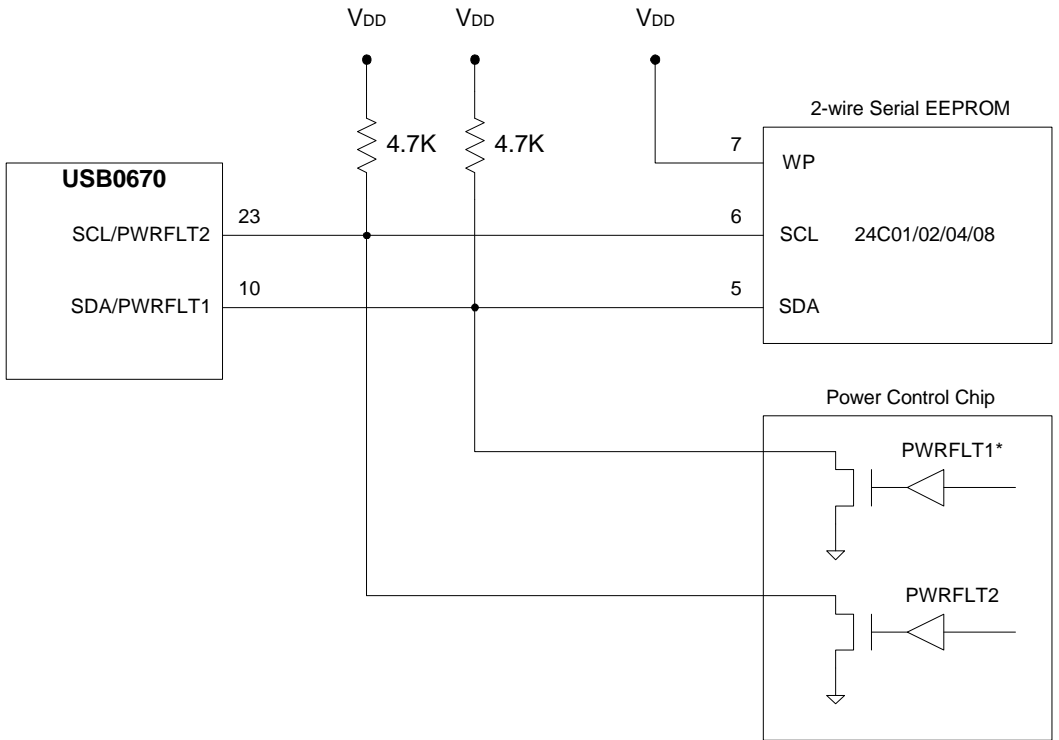 VDD VDD VDD
2-wire Serial EEPROM
4.7K 4.7K
7 WP
USB0670
SCL/PWRFLT2 23 6 SCL 24C01/02/04/08
SDA/PWRFLT1 10 5 SDA
Power Control Chip
PWRFLT1*
PWRFLT2